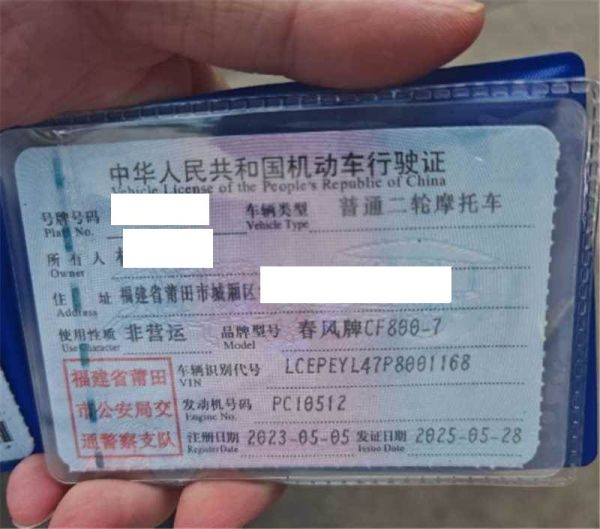 中华人民共和国机动车行驶证
Vehicle License of the People's Republic of China
号牌号码 车辆类型 普通二轮摩托车
Plate No. Vehicle Type
所有人
Owner
住址 福建省莆田市城厢区
Address
使用性质 非营运 品牌型号 春风牌CF800-7
Use Character Model
福建省莆田
市公安局交
通警察支队
车辆识别代号 LCEPEYL47P8001168
VIN
发动机号码 PC10512
Engine No.
注册日期 2023-05-05 发证日期 2025-05-28
Register Date Issue Date